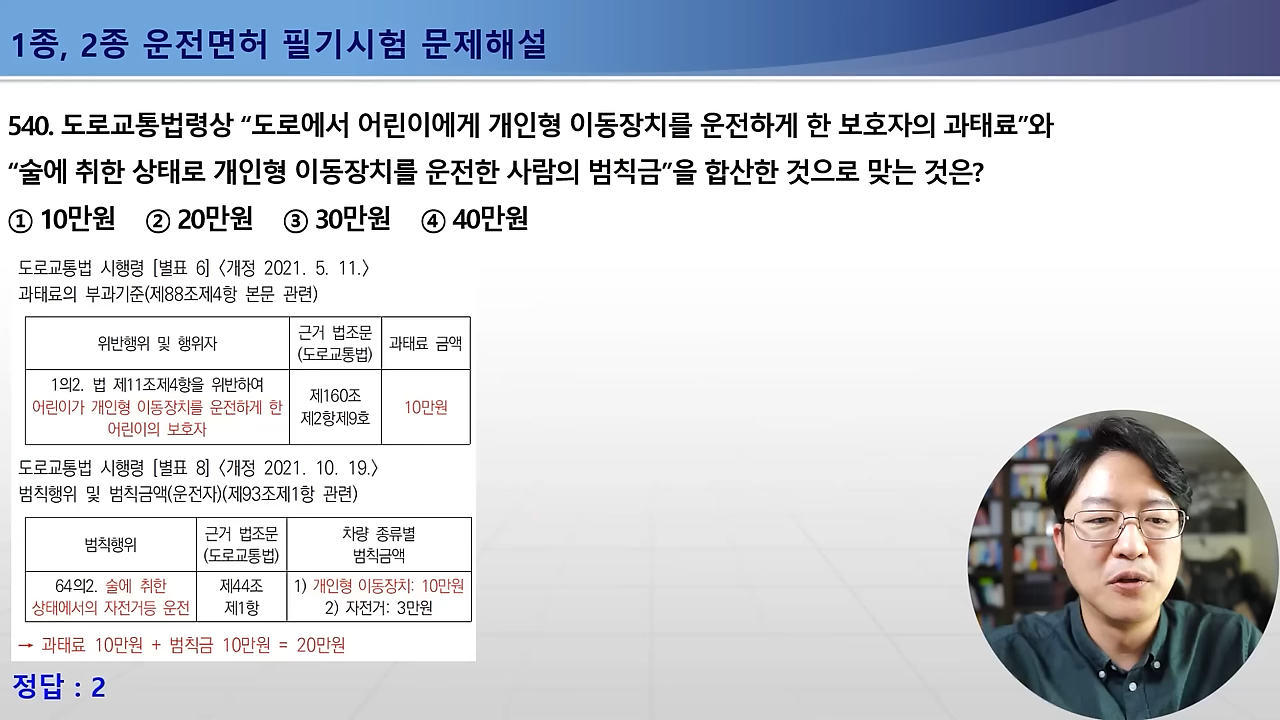 1종, 2종 운전면허 필기시험 문제해설
540. 도로교통법령상 “도로에서 어린이에게 개인형 이동장치를 운전하게 한 보호자의 과태료”와
“술에 취한 상태로 개인형 이동장치를 운전한 사람의 범칙금”을 합산한 것으로 맞는 것은?
① 10만원 ② 20만원 ③ 30만원 ④ 40만원
도로교통법 시행령 [별표 6] <개정 2021. 5. 11.>
과태료의 부과기준(제88조제4항 본문 관련)
위반행위 및 행위자
근거 법조문
(도로교통법)
과태료 금액
1의2. 법 제11조제4항을 위반하여
어린이가 개인형 이동장치를 운전하게 한
어린이의 보호자
제160조
제2항제9호
10만원
도로교통법 시행령 [별표 8] <개정 2021. 10. 19.>
범칙행위 및 범칙금액(운전자)(제93조제1항 관련)
범칙행위
근거 법조문
(도로교통법)
차량 종류별
범칙금액
64의2. 술에 취한
상태에서의 자전거등 운전
제44조
제1항
1) 개인형 이동장치: 10만원
2) 자전거: 3만원
→ 과태료 10만원 + 범칙금 10만원 = 20만원
정답 : 2